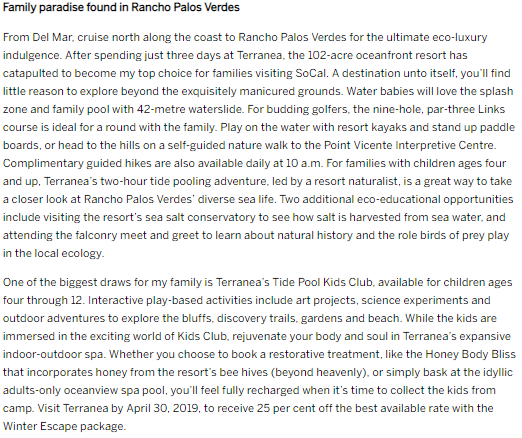 Family paradise found in Rancho Palos Verdes
From Del Mar, cruise north along the coast to Rancho Palos Verdes for the ultimate eco-luxury
indulgence. After spending just three days at Terranea, the 102-acre oceanfront resort has
catapulted to become my top choice for families visiting SoCal. A destination unto itself, you'll find
little reason to explore beyond the exquisitely manicured grounds. Water babies will love the splash
zone and family pool with 42-metre waterslide. For budding golfers, the nine-hole, par-three Links
course is ideal for a round with the family. Play on the water with resort kayaks and stand up paddle
boards, or head to the hills on a self-guided nature walk to the Point Vicente Interpretive Centre.
Complimentary guided hikes are also available daily at 10 a.m. For families with children ages four
and up, Terranea's two-hour tide pooling adventure, led by a resort naturalist, is a great way to take
a closer look at Rancho Palos Verdes' diverse sea life. Two additional eco-educational opportunities
include visiting the resort's sea salt conservatory to see how salt is harvested from sea water, and
attending the falconry meet and greet to learn about natural history and the role birds of prey play
in the local ecology.
One of the biggest draws for my family is Terranea's Tide Pool Kids Club, available for children ages
four through 12. Interactive play-based activities include art projects, science experiments and
outdoor adventures to explore the bluffs, discovery trails, gardens and beach. While the kids are
immersed in the exciting world of Kids Club, rejuvenate your body and soul in Terranea's expansive
indoor-outdoor spa. Whether you choose to book a restorative treatment, like the Honey Body Bliss
that incorporates honey from the resort's bee hives (beyond heavenly), or simply bask at the idyllic
adults-only oceanview spa pool, you'll feel fully recharged when it's time to collect the kids from
camp. Visit Terranea by April 30, 2019, to receive 25 per cent off the best available rate with the
Winter Escape package.